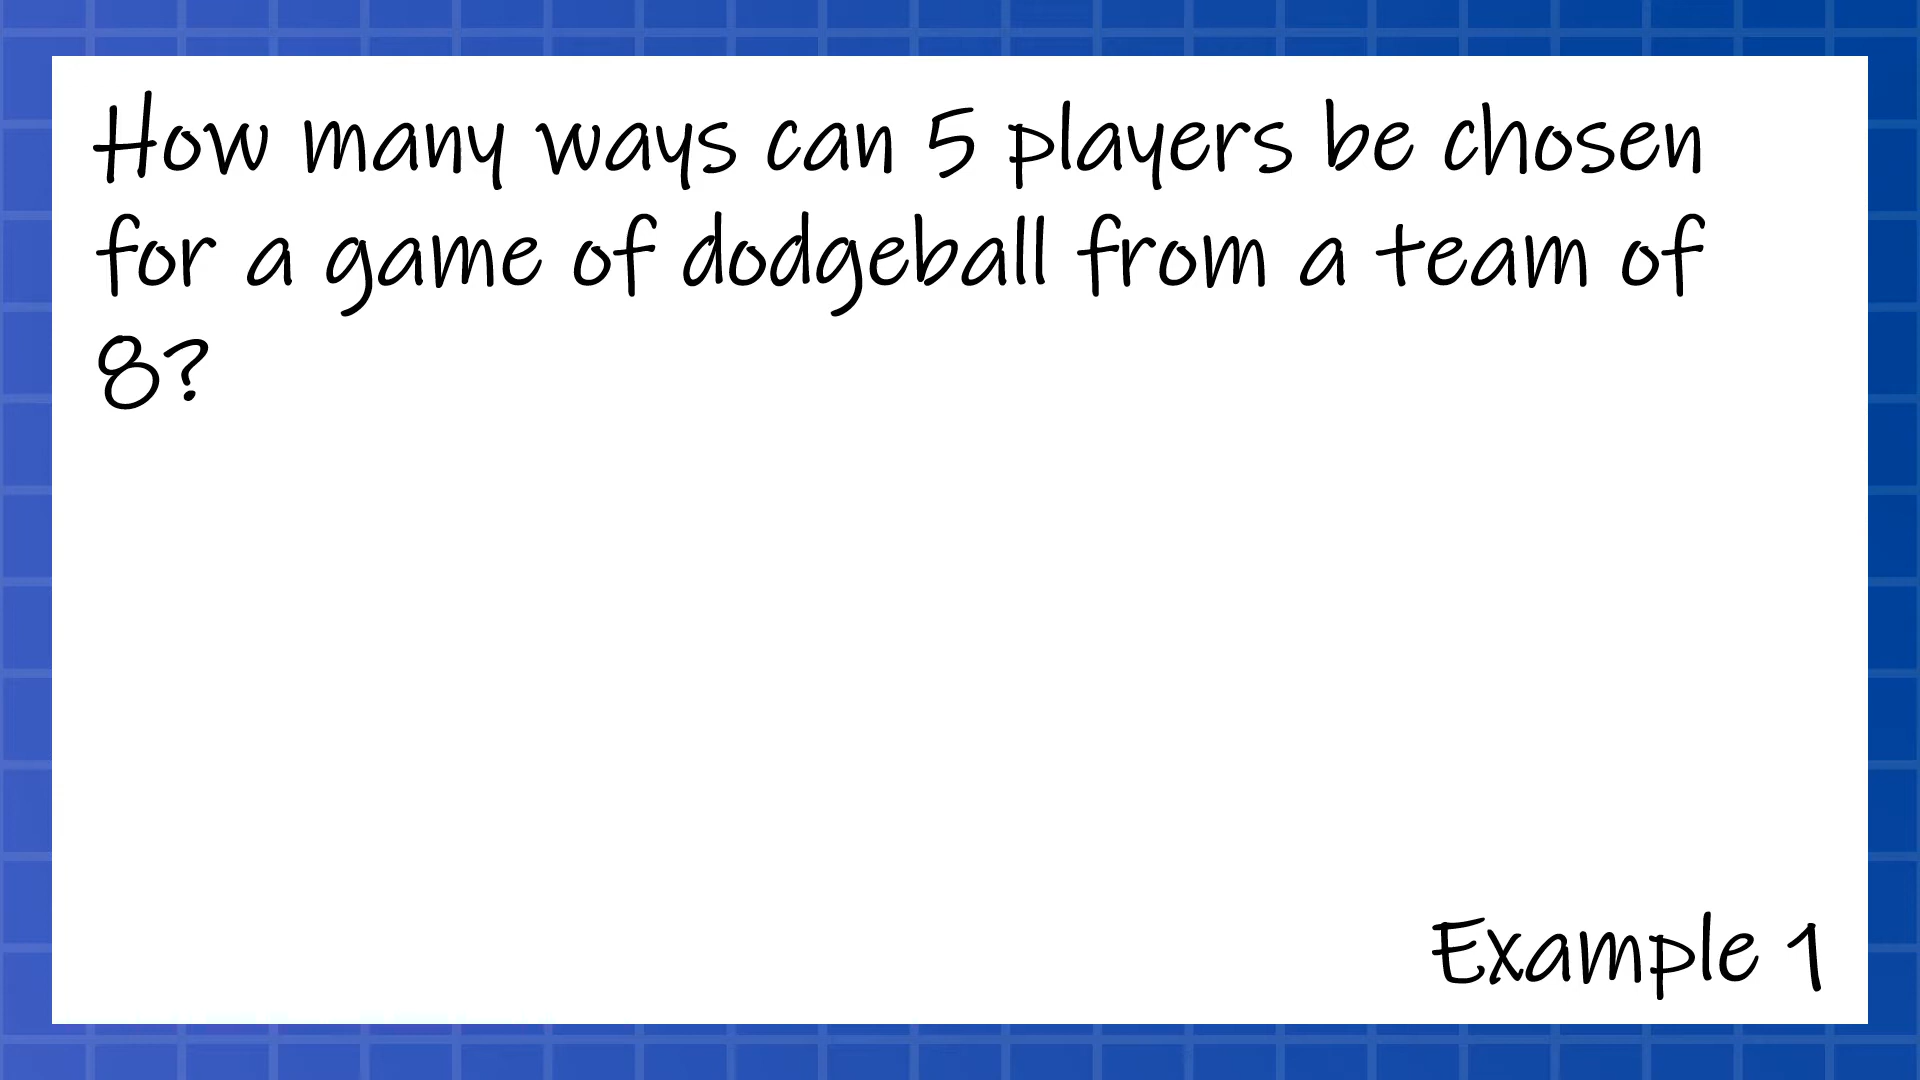 How many ways can 5 players be chosen
for a game of dodgeball from a team of
8?
Example 1